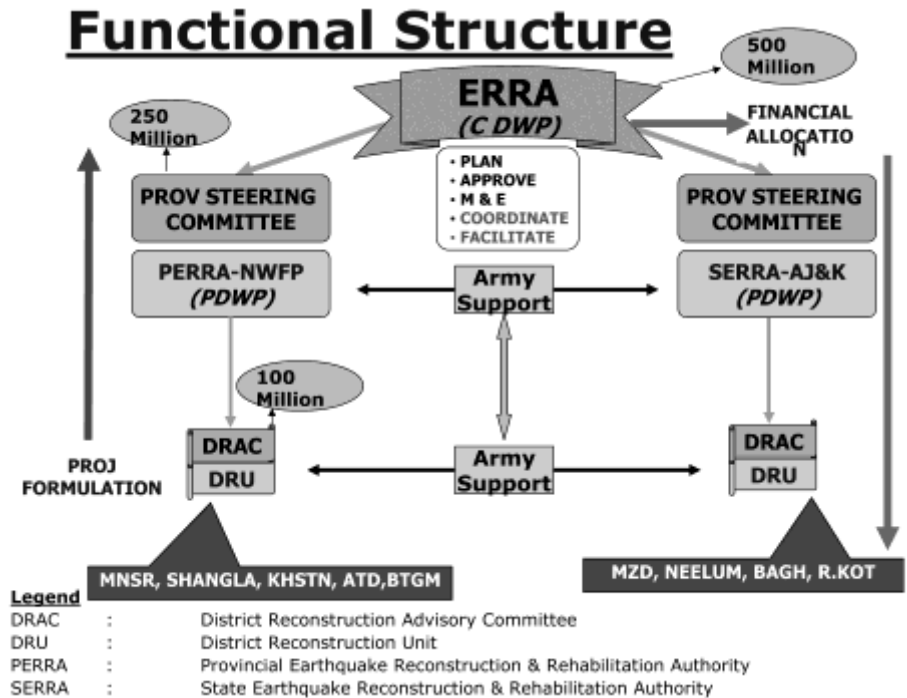 Functional Structure
500
Million
ERRA
(C DWP)
250
Million
FINANCIAL
ALLOCATIO
N
• PLAN
• APPROVE
• M & E
• COORDINATE
• FACILITATE
PROV STEERING
COMMITTEE
PROV STEERING
COMMITTEE
PERRA-NWFP
(PDWP)
Army
Support
SERRA-AJ&K
(PDWP)
100
Million
DRAC
DRU
Army
Support
DRAC
DRU
PROJ
FORMULATION
MNSR, SHANGLA, KHSTN, ATD,BTGM
MZD, NEELUM, BAGH, R.KOT
Legend
DRAC : District Reconstruction Advisory Committee
DRU : District Reconstruction Unit
PERRA : Provincial Earthquake Reconstruction & Rehabilitation Authority
SERRA : State Earthquake Reconstruction & Rehabilitation Authority